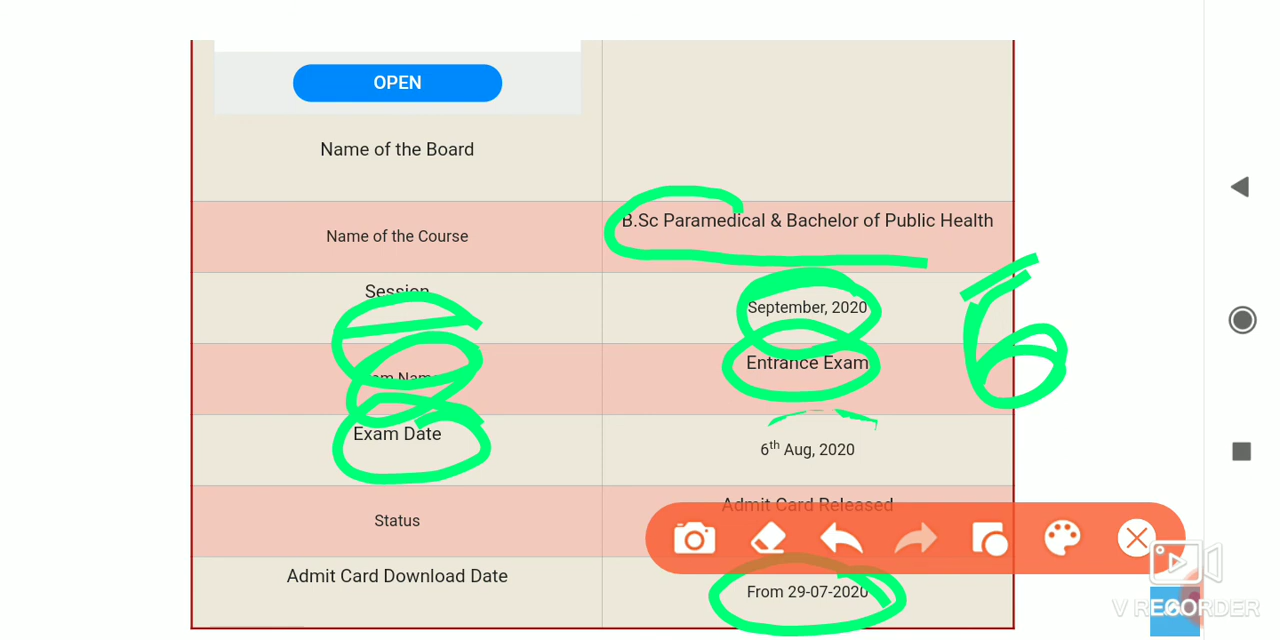 OPEN
Name of the Board
Name of the Course
B.Sc Paramedical & Bachelor of Public Health
Session
September, 2020
Name
Entrance Exam
6
Exam Date
6th Aug, 2020
Status
Admit Card Released
Admit Card Download Date
From 29-07-2020
V RECORDER